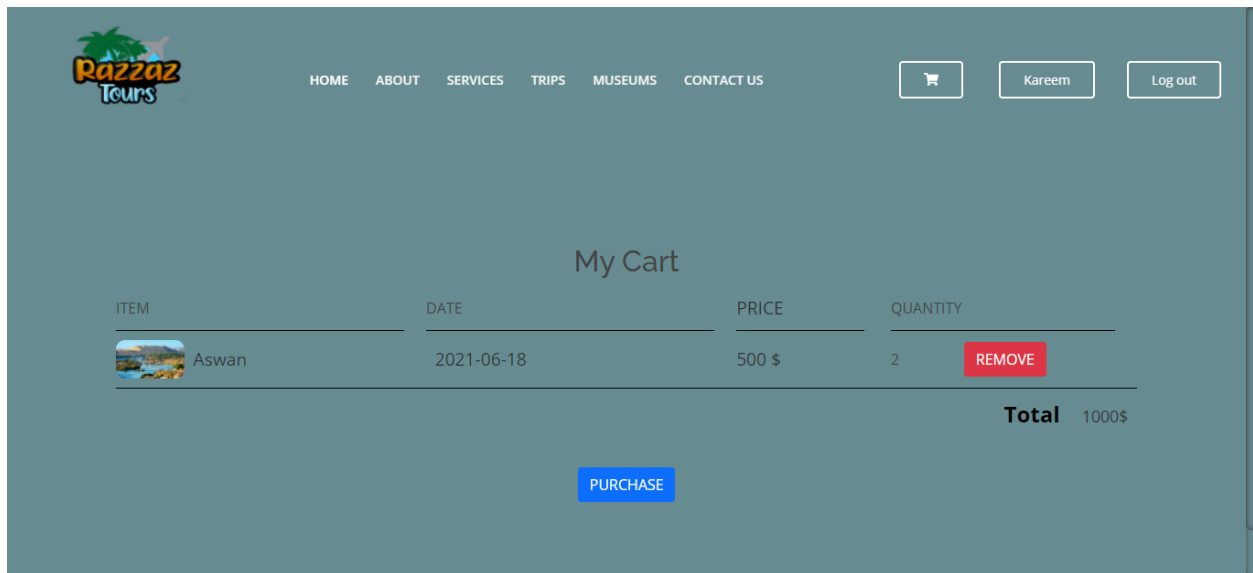 Razzaz
Tours
HOME ABOUT SERVICES TRIPS MUSEUMS CONTACT US Kareem Log out
My Cart
ITEM DATE PRICE QUANTITY
Aswan 2021-06-18 500 $ 2 REMOVE
Total 1000$
PURCHASE